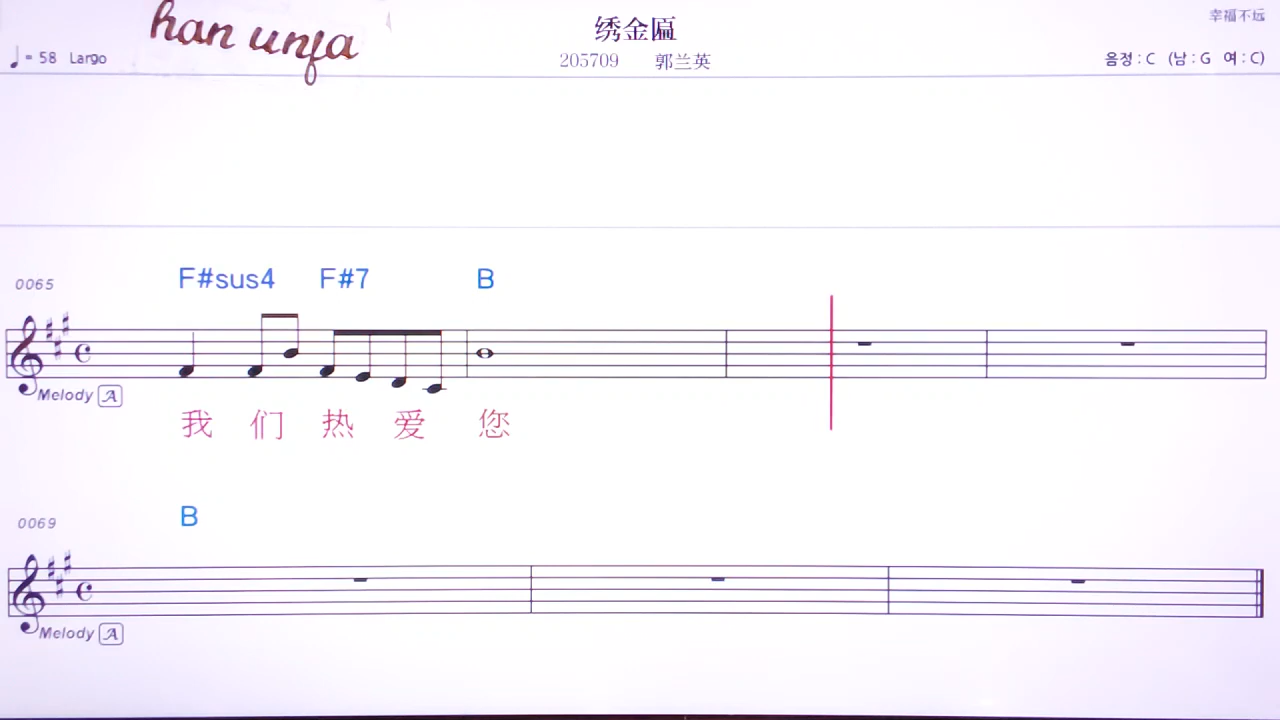 han unja
绣金匾
幸福不远
♩= 58 Largo
205709 郭兰英
음정 : C (남 : G 여 : C)
0065
F#sus4 F#7 B
Melody A
我 们 热 爱 您
0069
B
Melody A